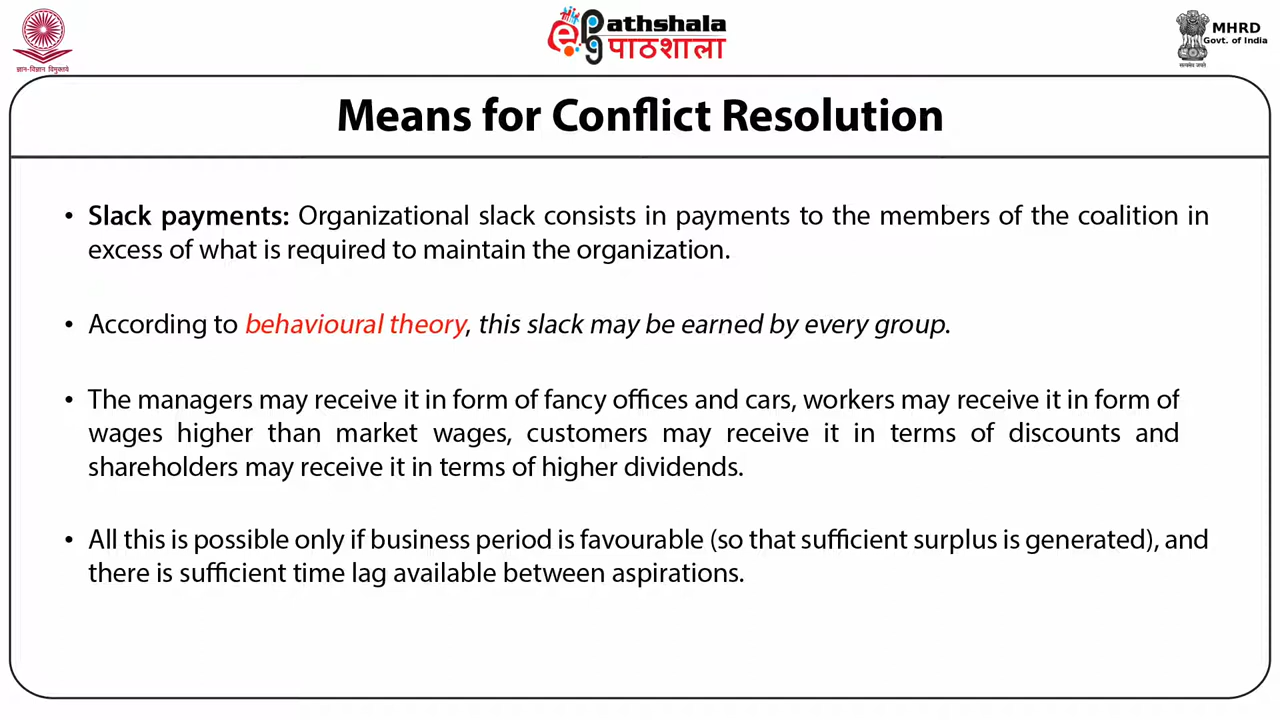 ePathshala
पाठशाला
MHRD
Govt. of India
ज्ञान-विज्ञान विमुक्तये
सत्यमेव जयते
Means for Conflict Resolution
• Slack payments: Organizational slack consists in payments to the members of the coalition in
excess of what is required to maintain the organization.
• According to behavioural theory, this slack may be earned by every group.
• The managers may receive it in form of fancy offices and cars, workers may receive it in form of
wages higher than market wages, customers may receive it in terms of discounts and
shareholders may receive it in terms of higher dividends.
• All this is possible only if business period is favourable (so that sufficient surplus is generated), and
there is sufficient time lag available between aspirations.